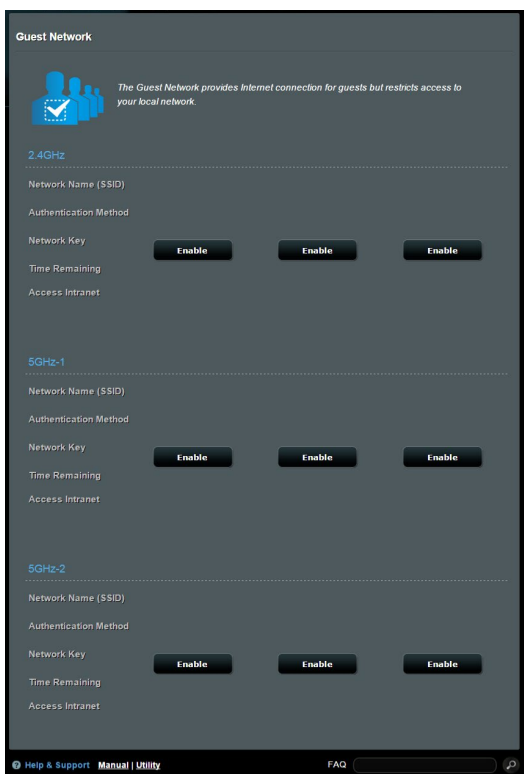 Guest Network
The Guest Network provides Internet connection for guests but restricts access to
your local network.
2.4GHz
Network Name (SSID)
Authentication Method
Network Key
Enable Enable Enable
Time Remaining
Access Intranet
5GHz-1
Network Name (SSID)
Authentication Method
Network Key
Enable Enable Enable
Time Remaining
Access Intranet
5GHz-2
Network Name (SSID)
Authentication Method
Network Key
Enable Enable Enable
Time Remaining
Access Intranet
? Help & Support Manual | Utility FAQ